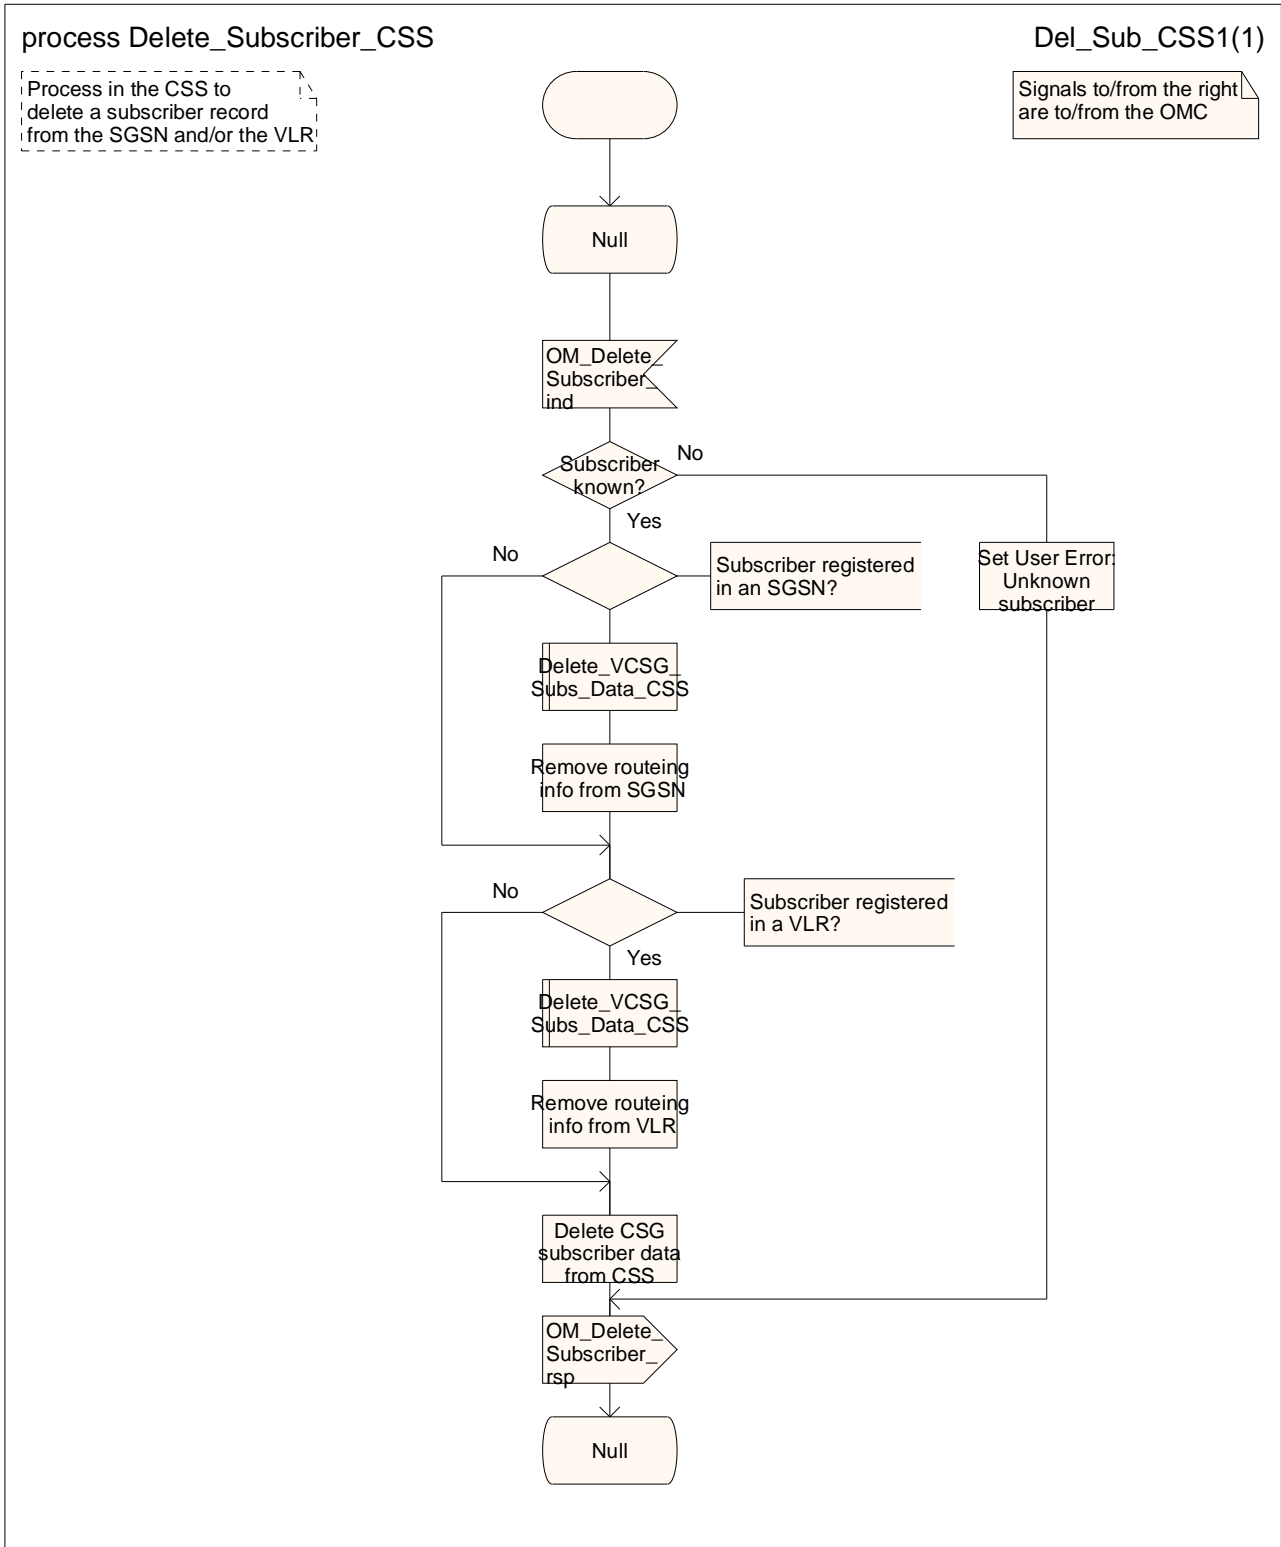 process Delete_Subscriber_CSS
Del_Sub_CSS1(1)
Process in the CSS to
delete a subscriber record
from the SGSN and/or the VLR
Signals to/from the right
are to/from the OMC
Null
OM_Delete_
Subscriber_
ind
Subscriber
known?
No
Yes
No
Subscriber registered
in an SGSN?
Set User Error:
Unknown
subscriber
Delete_VCSG_
Subs_Data_CSS
Remove routeing
info from SGSN
No
Subscriber registered
in a VLR?
Yes
Delete_VCSG_
Subs_Data_CSS
Remove routeing
info from VLR
Delete CSG
subscriber data
from CSS
OM_Delete_
Subscriber_
rsp
Null